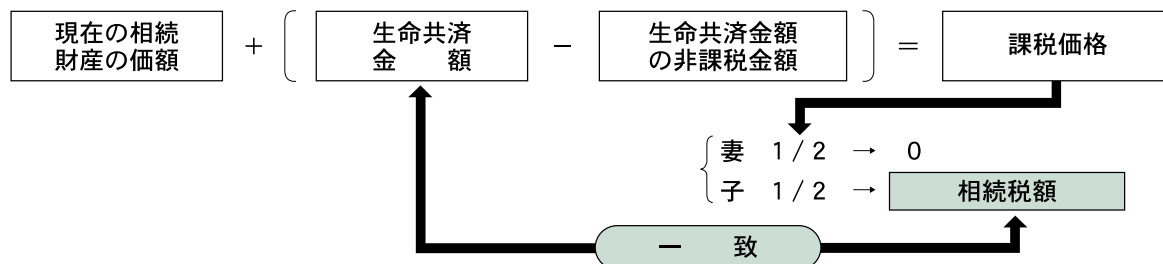 現在の相続
財産の価額
+
生命共済
金　　額
−
生命共済金額
の非課税金額
=
課税価格
妻 1/2 → 0
子 1/2 → 相続税額
一　　致